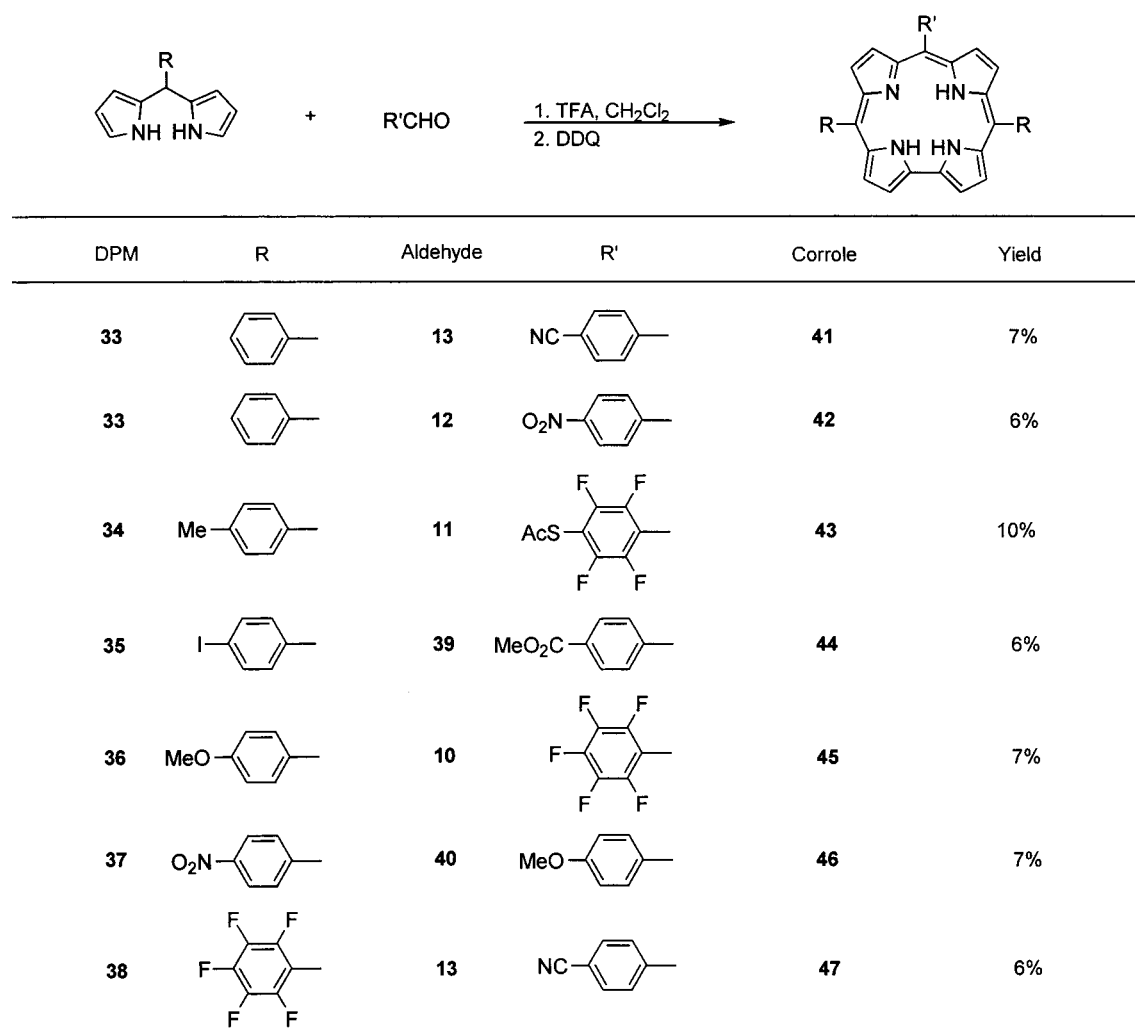 R
NH HN
+
R'CHO
1. TFA, CH2Cl2
2. DDQ
R'
N HN
R R
NH HN
DPM R Aldehyde R' Corrole Yield
33 13 NC 41 7%
33 12 O2N 42 6%
F F
34 Me 11 AcS 43 10%
F F
35 I 39 MeO2C 44 6%
F F
36 MeO 10 F 45 7%
F F
37 O2N 40 MeO 46 7%
F F
38 F 13 NC 47 6%
F F